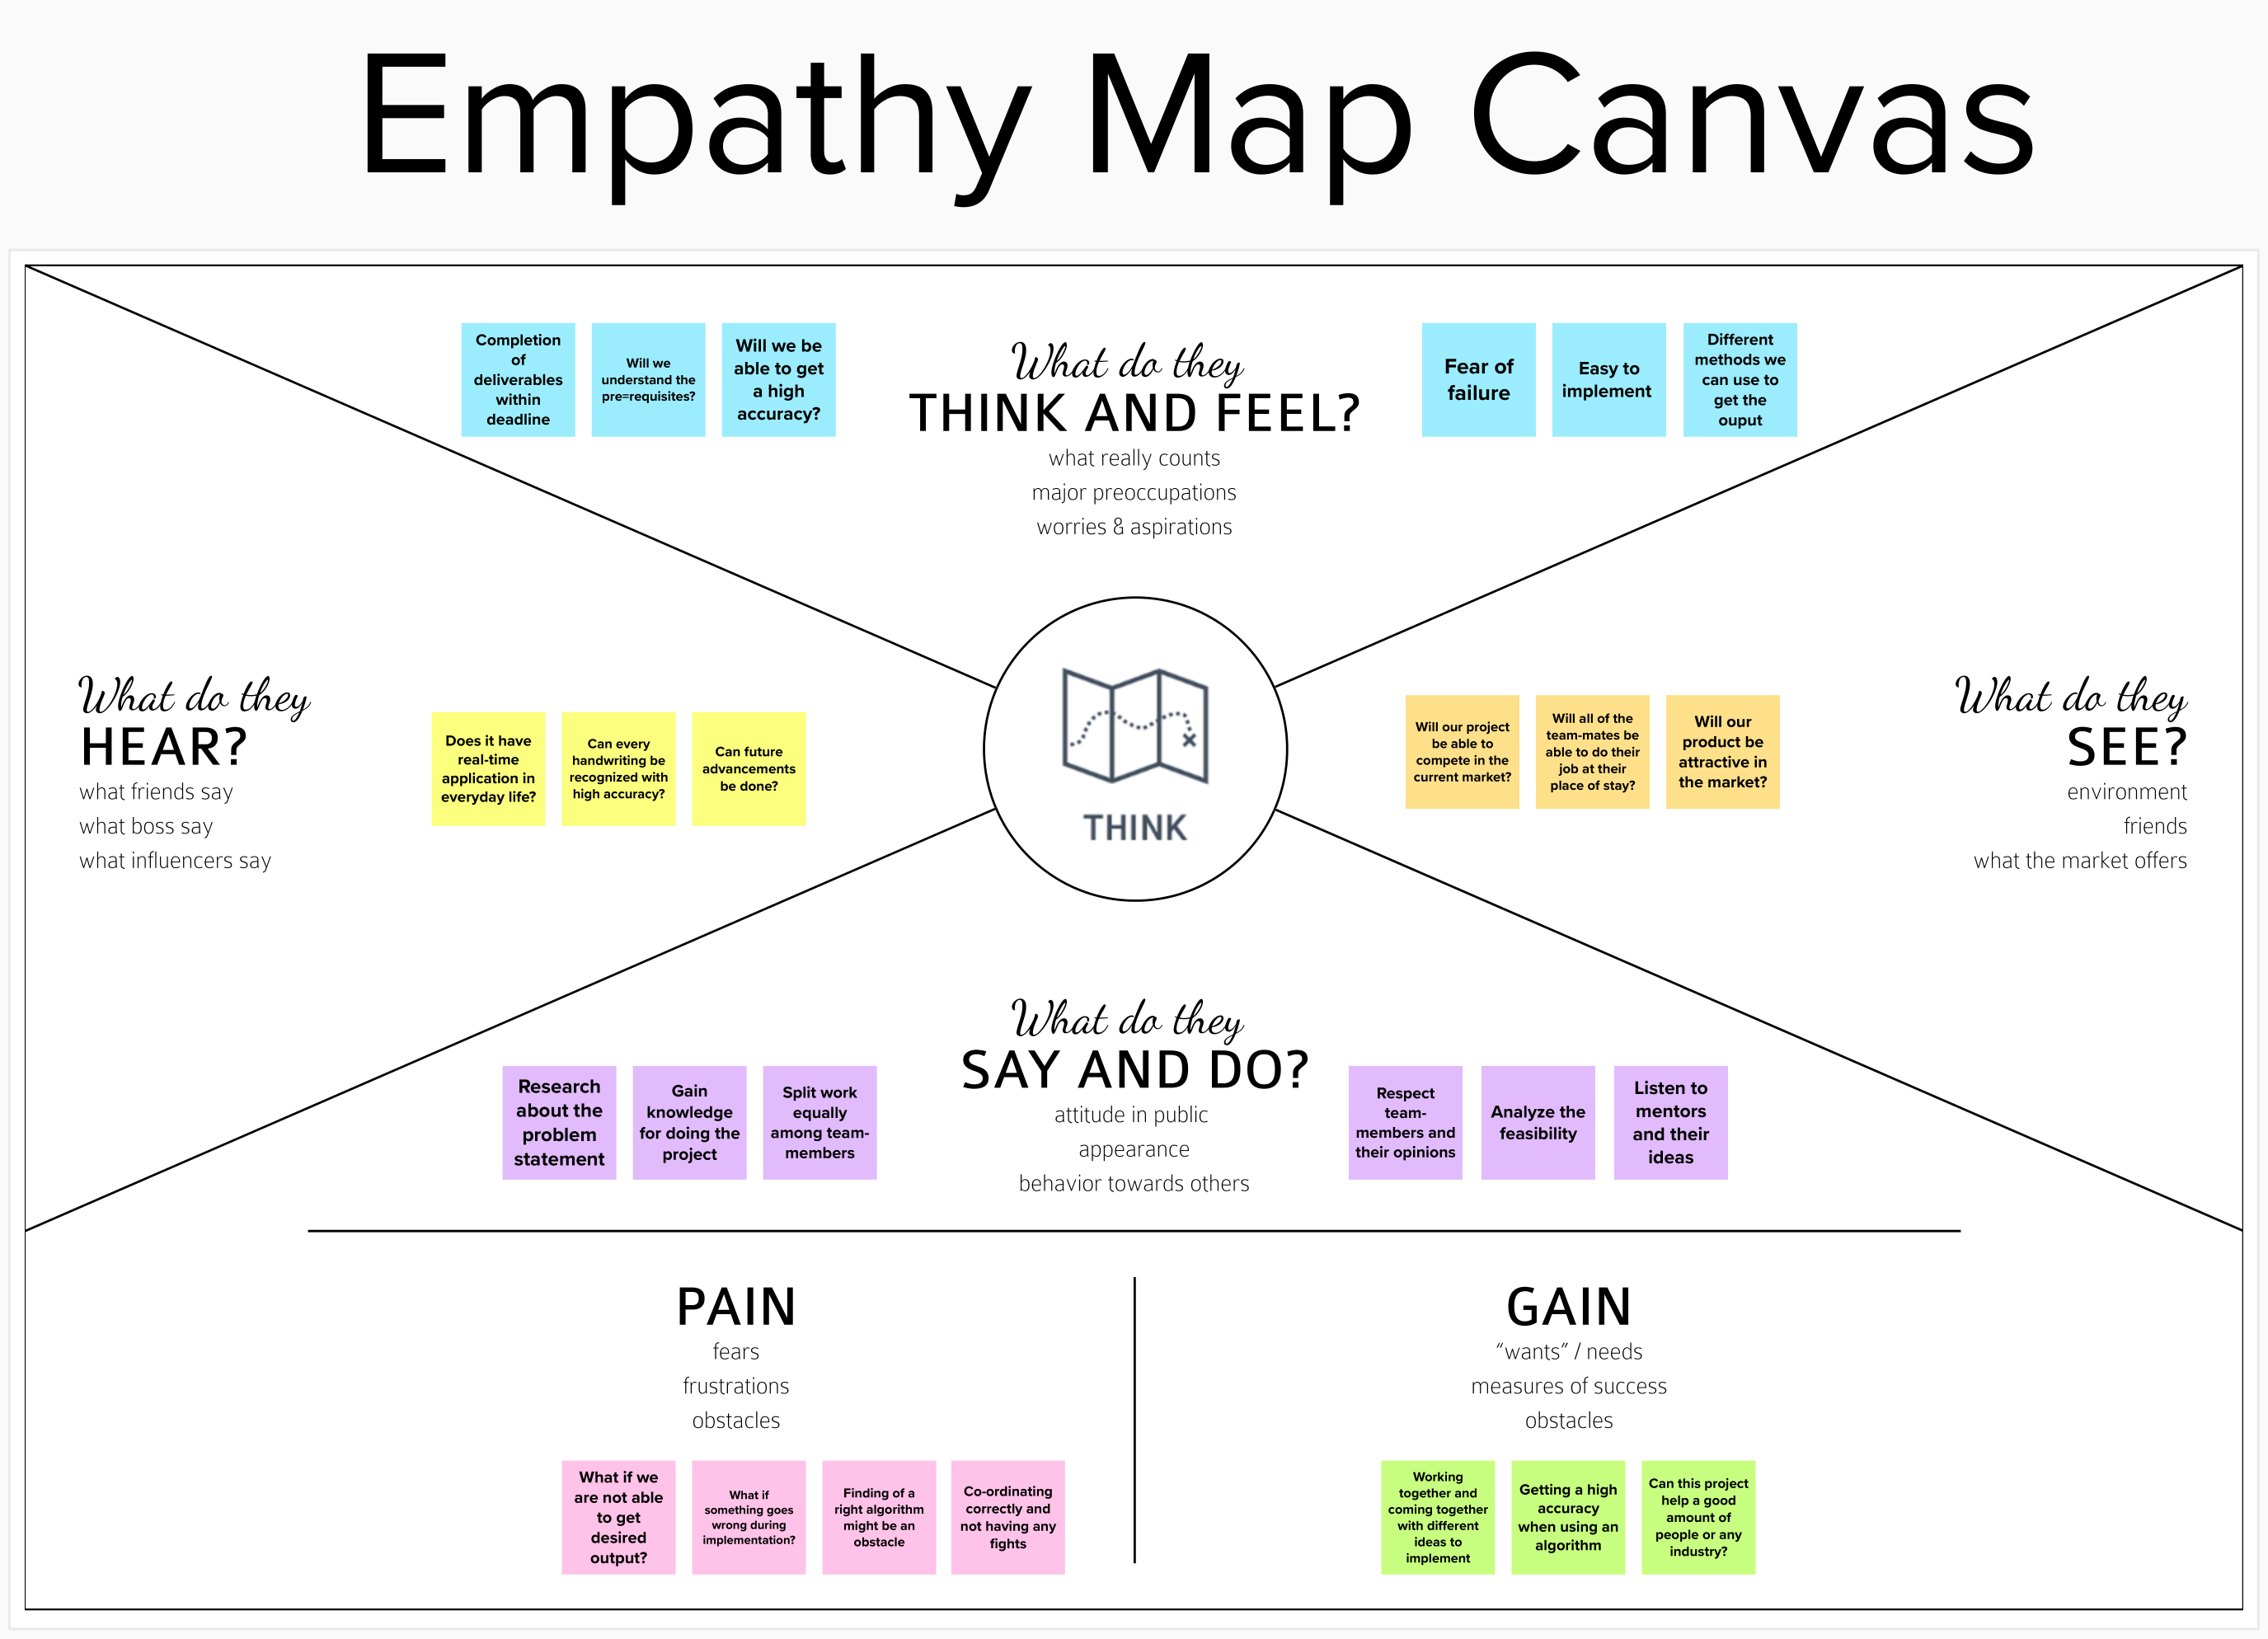 Empathy Map Canvas
Completion
of
deliverables
within
deadline
Will we
understand the
pre=requisites?
Will we be
able to get
a high
accuracy?
What do they
THINK AND FEEL?
what really counts
major preoccupations
worries & aspirations
Fear of
failure
Easy to
implement
Different
methods we
can use to
get the
ouput
What do they
HEAR?
what friends say
what boss say
what influencers say
Does it have
real-time
application in
everyday life?
Can every
handwriting be
recognized with
high accuracy?
Can future
advancements
be done?
THINK
Will our project
be able to
compete in the
current market?
Will all of the
team-mates be
able to do their
job at their
place of stay?
Will our
product be
attractive in
the market?
What do they
SEE?
environment
friends
what the market offers
Research
about the
problem
statement
Gain
knowledge
for doing the
project
Split work
equally
among team-
members
What do they
SAY AND DO?
attitude in public
appearance
behavior towards others
Respect
team-
members and
their opinions
Analyze the
feasibility
Listen to
mentors
and their
ideas
PAIN
fears
frustrations
obstacles
What if we
are not able
to get
desired
output?
What if
something goes
wrong during
implementation?
Finding of a
right algorithm
might be an
obstacle
Co-ordinating
correctly and
not having any
fights
GAIN
“wants” / needs
measures of success
obstacles
Working
together and
coming together
with different
ideas to
implement
Getting a high
accuracy
when using an
algorithm
Can this project
help a good
amount of
people or any
industry?